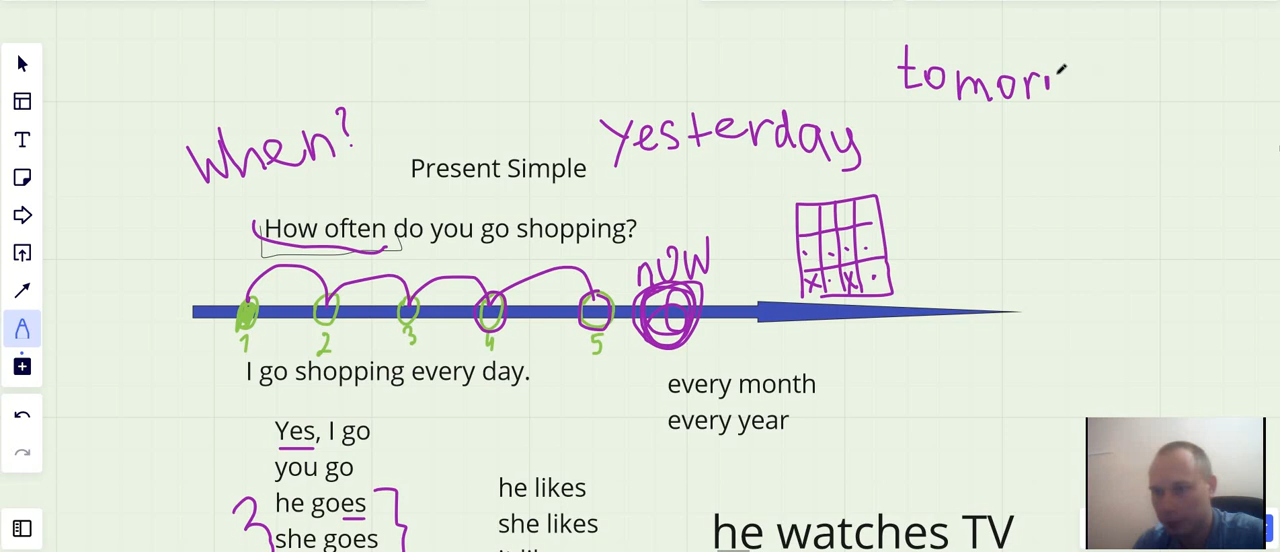 tomorr
When?
Yesterday
Present Simple
How often do you go shopping?
now
1 2 3 4 5
I go shopping every day.
every month
every year
Yes, I go
you go
he goes
she goes
3
he likes
she likes
he watches TV